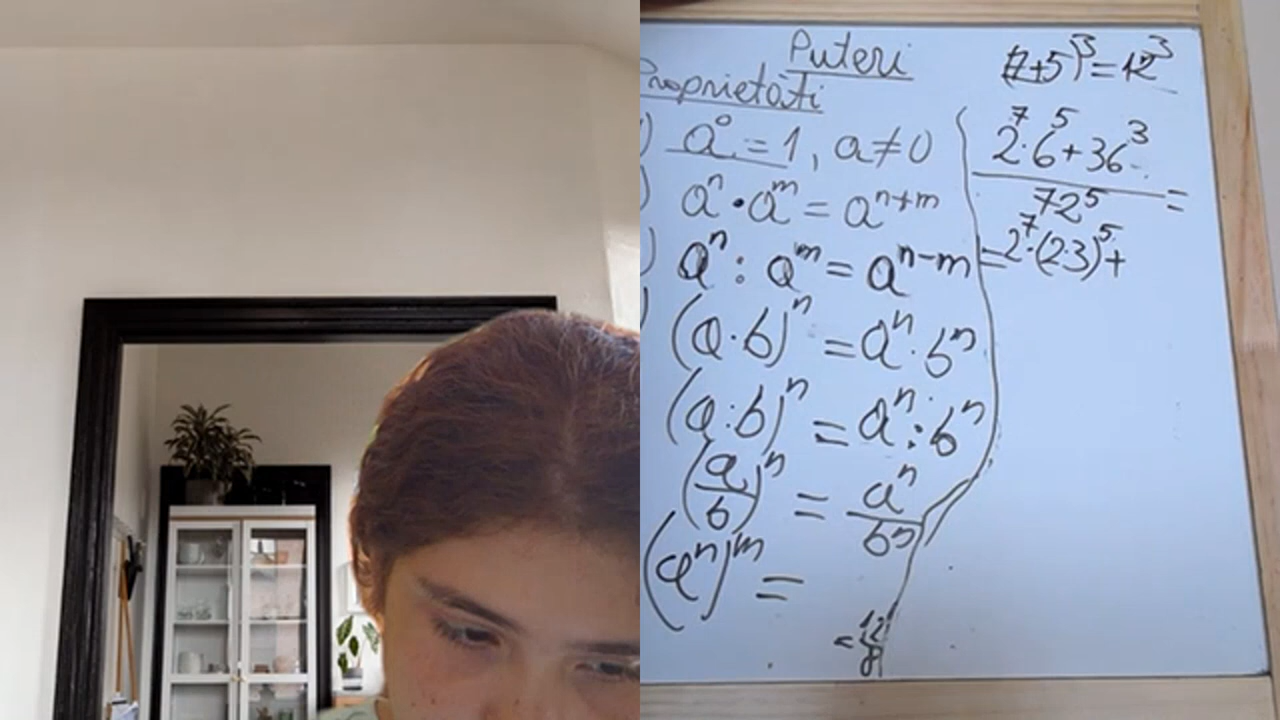 Puteri
Proprietăți
) a⁰ = 1, a ≠ 0
) aⁿ · aᵐ = aⁿ⁺ᵐ
) aⁿ : aᵐ = aⁿ⁻ᵐ
) (a·b)ⁿ = aⁿ · bⁿ
(a:b)ⁿ = aⁿ : bⁿ
(a/b)ⁿ = aⁿ/bⁿ
(aⁿ)ᵐ =
(7+5)³ = 12³
(2⁷·6⁵+36³)/72⁵ =
= 2⁷·(2·3)⁵+